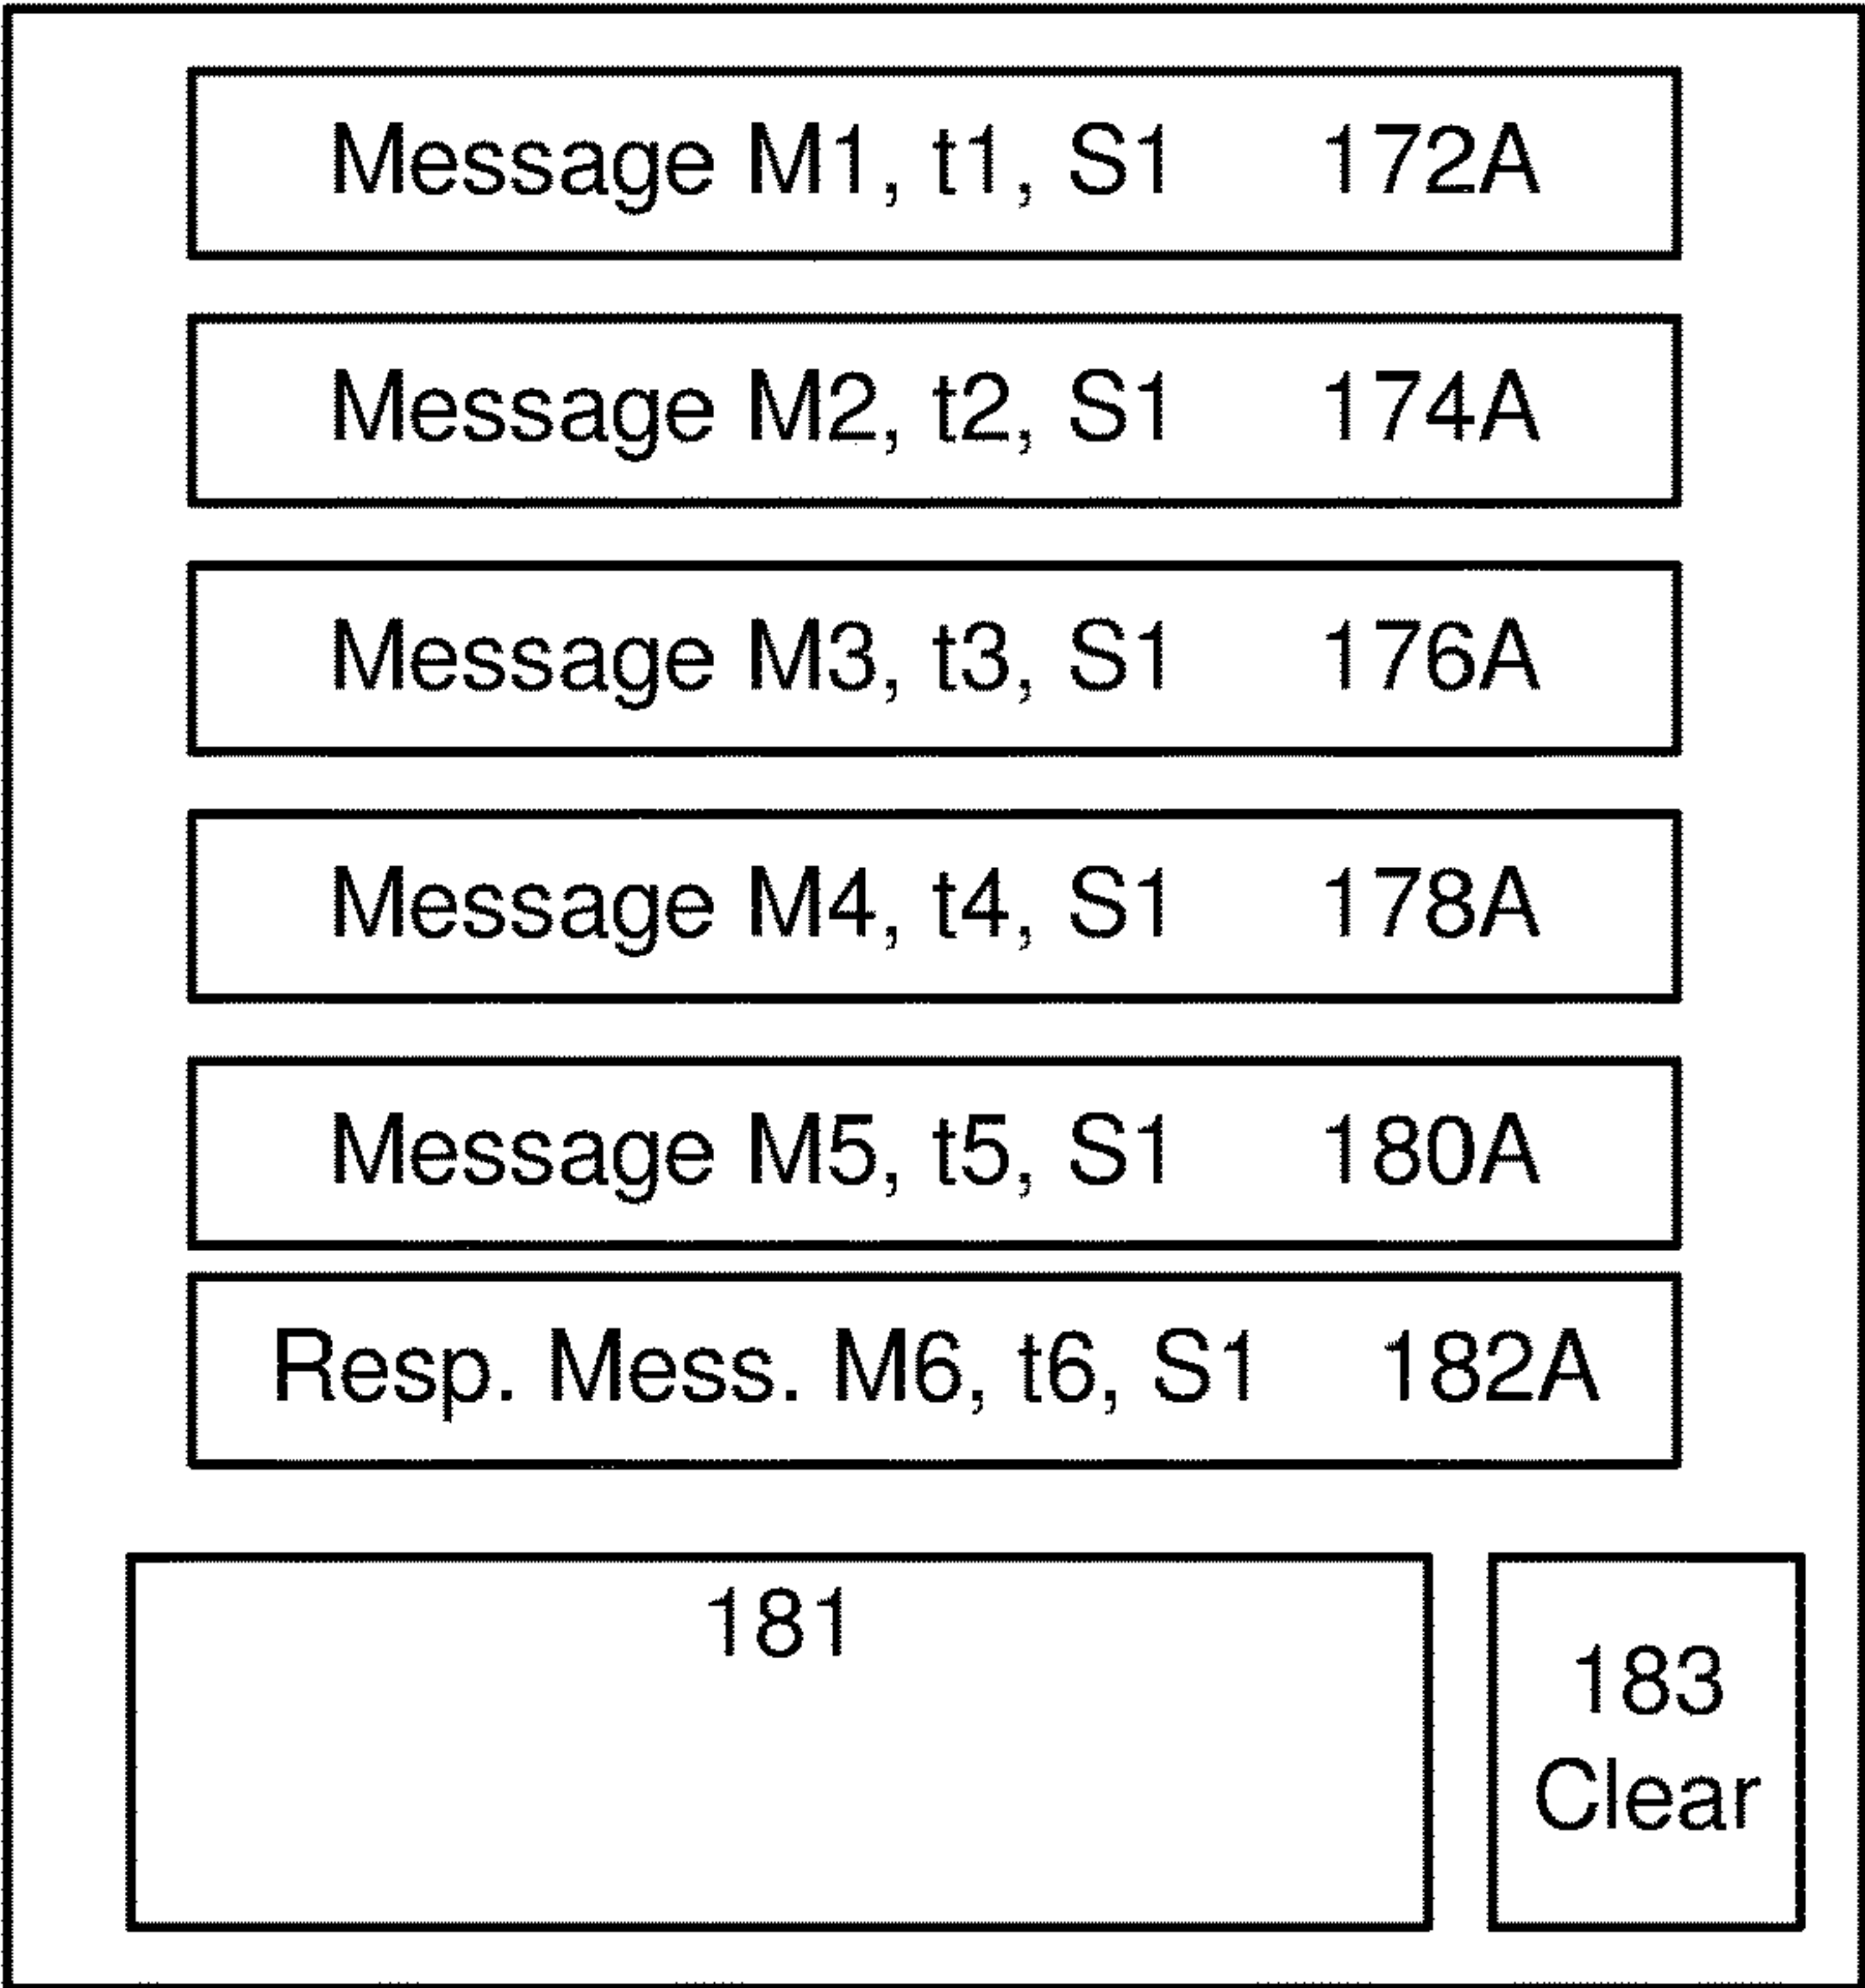 Message M1, t1, S1 172A
Message M2, t2, S1 174A
Message M3, t3, S1 176A
Message M4, t4, S1 178A
Message M5, t5, S1 180A
Resp. Mess. M6, t6, S1 182A
181
183
Clear